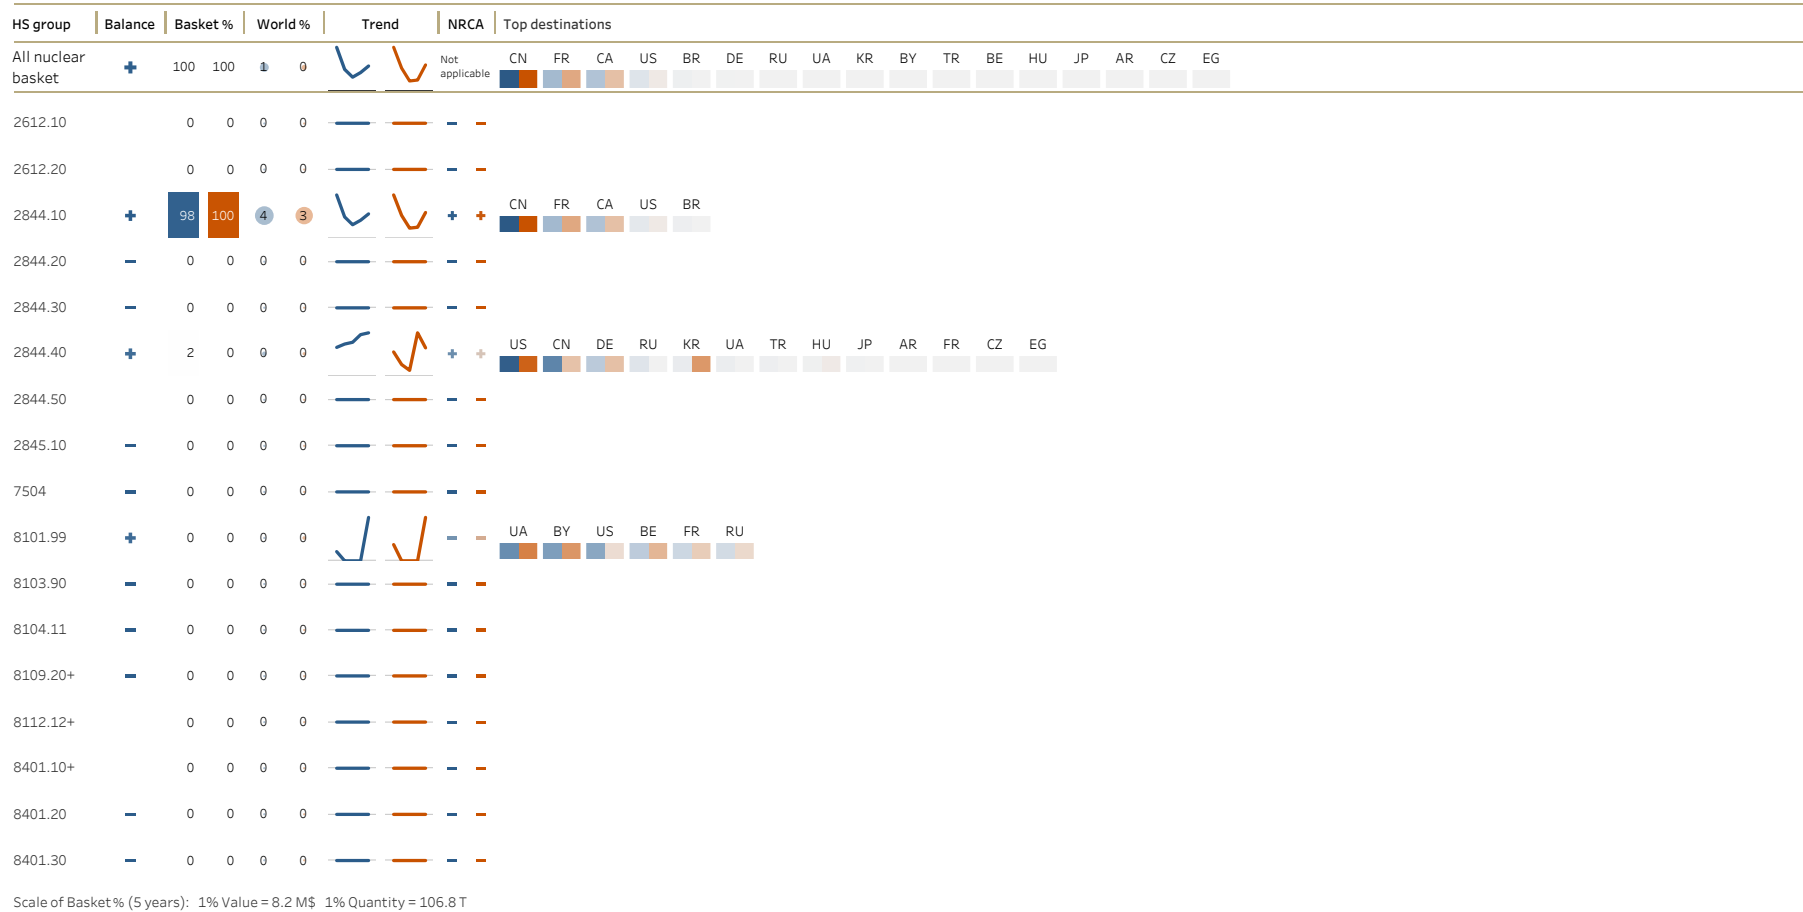 HS group Balance Basket % World % Trend NRCA Top destinations
All nuclear basket 100 100 1 0 Not applicable CN FR CA US BR DE RU UA KR BY TR BE HU JP AR CZ EG
2612.10 0 0 0 0
2612.20 0 0 0 0
2844.10 98 100 4 3 CN FR CA US BR
2844.20 0 0 0 0
2844.30 0 0 0 0
2844.40 2 0 0 0 US CN DE RU KR UA TR HU JP AR FR CZ EG
2844.50 0 0 0 0
2845.10 0 0 0 0
7504 0 0 0 0
8101.99 0 0 0 0 UA BY US BE FR RU
8103.90 0 0 0 0
8104.11 0 0 0 0
8109.20+ 0 0 0 0
8112.12+ 0 0 0 0
8401.10+ 0 0 0 0
8401.20 0 0 0 0
8401.30 0 0 0 0
Scale of Basket % (5 years): 1% Value = 8.2 M$ 1% Quantity = 106.8 T